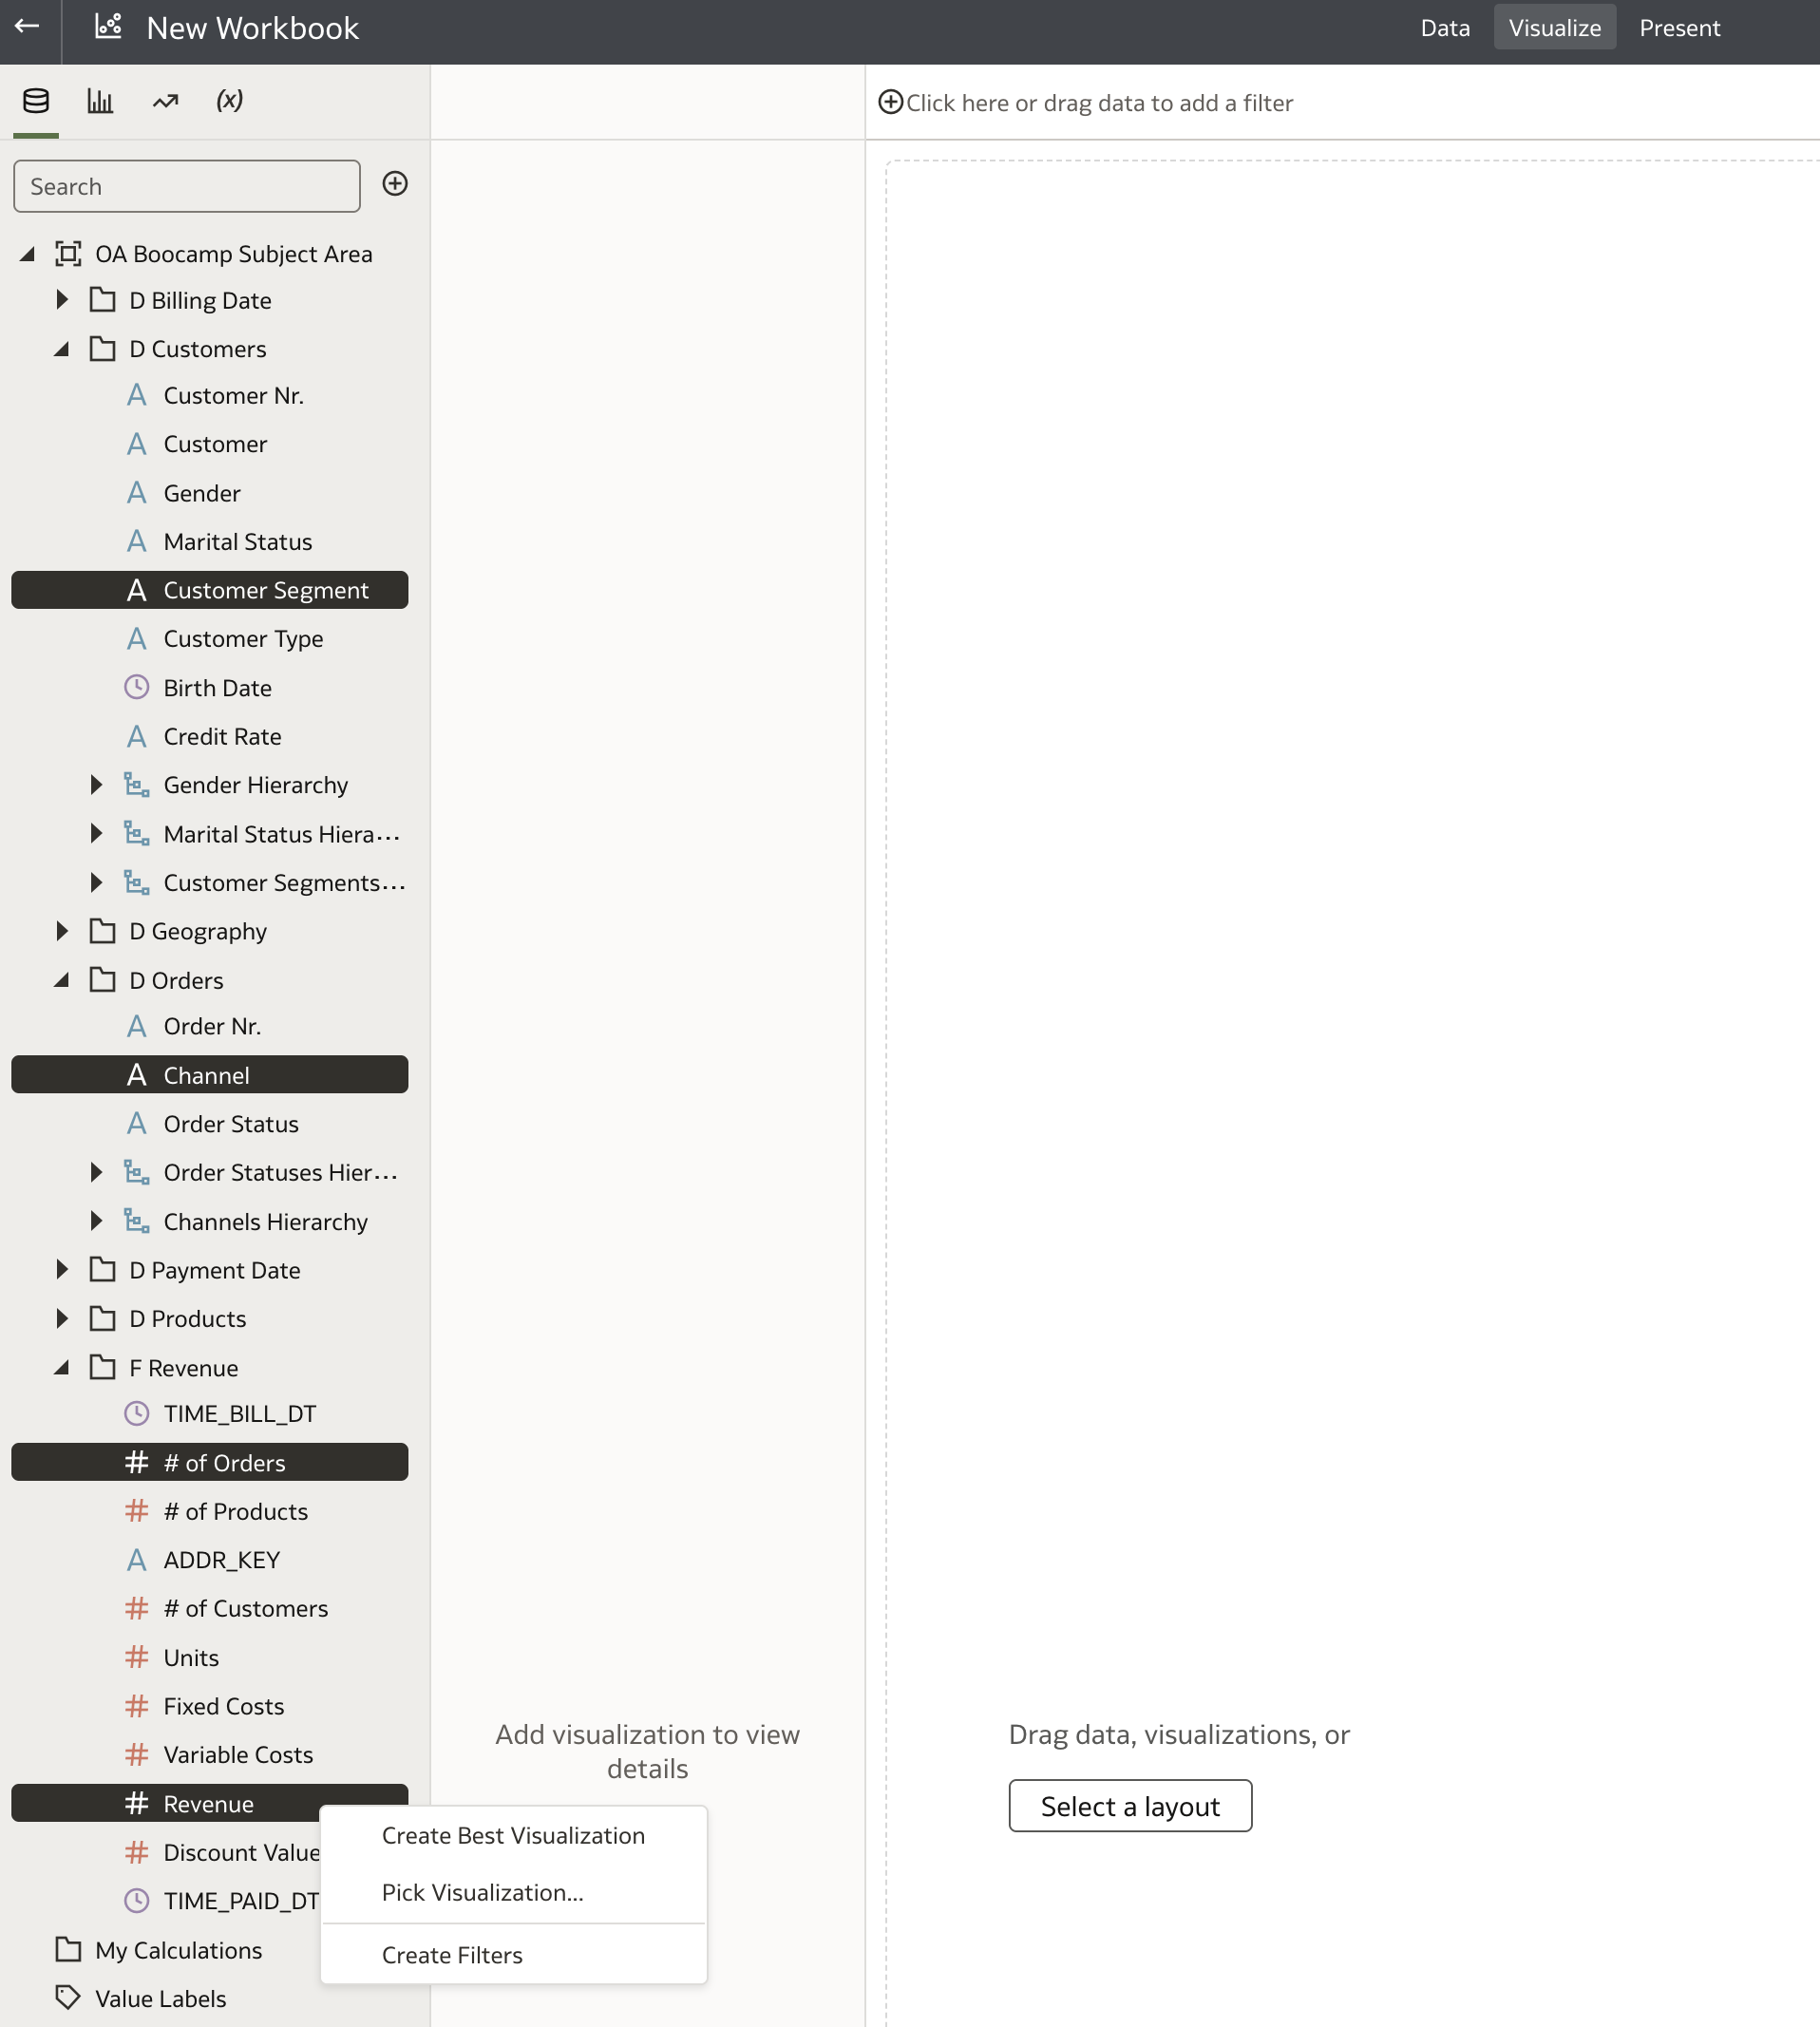 New Workbook
Data
Visualize
Present
(x)
Click here or drag data to add a filter
Search
OA Boocamp Subject Area
D Billing Date
D Customers
A Customer Nr.
A Customer
A Gender
A Marital Status
A Customer Segment
A Customer Type
Birth Date
A Credit Rate
Gender Hierarchy
Marital Status Hiera...
Customer Segments...
D Geography
D Orders
A Order Nr.
A Channel
A Order Status
Order Statuses Hier...
Channels Hierarchy
D Payment Date
D Products
F Revenue
TIME_BILL_DT
# # of Orders
# # of Products
A ADDR_KEY
# # of Customers
# Units
# Fixed Costs
# Variable Costs
# Revenue
# Discount Value
TIME_PAID_DT
My Calculations
Value Labels
Create Best Visualization
Pick Visualization...
Create Filters
Add visualization to view
details
Drag data, visualizations, or
Select a layout